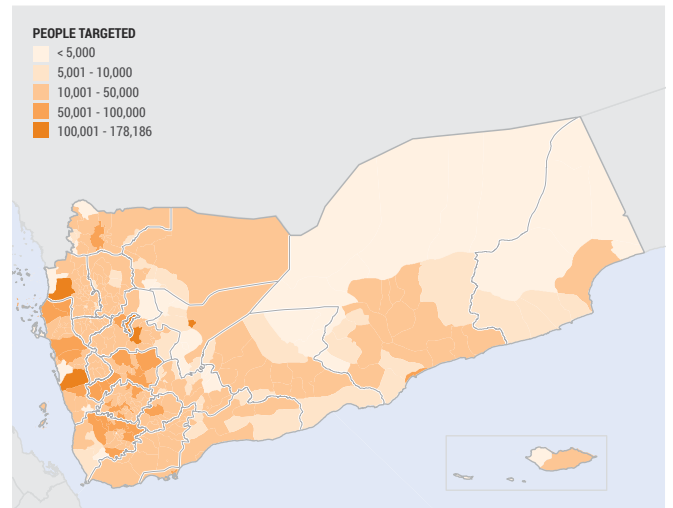 PEOPLE TARGETED
< 5,000
5,001 - 10,000
10,001 - 50,000
50,001 - 100,000
100,001 - 178,186